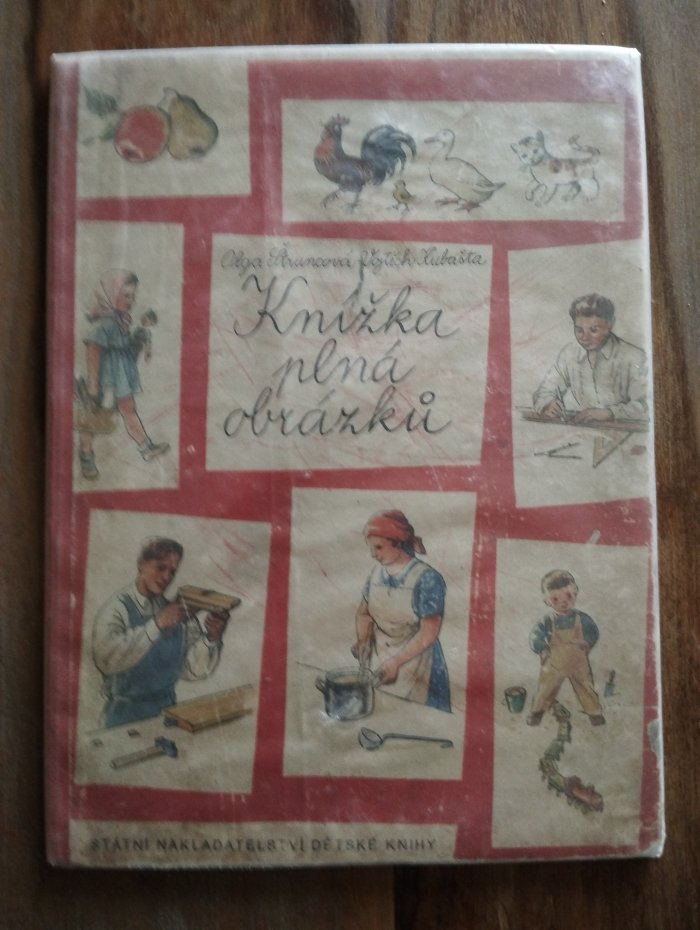 Olga Štruncová Vojtěch Kubašta
Knížka
plná
obrázků
STÁTNÍ NAKLADATELSTVÍ DĚTSKÉ KNIHY